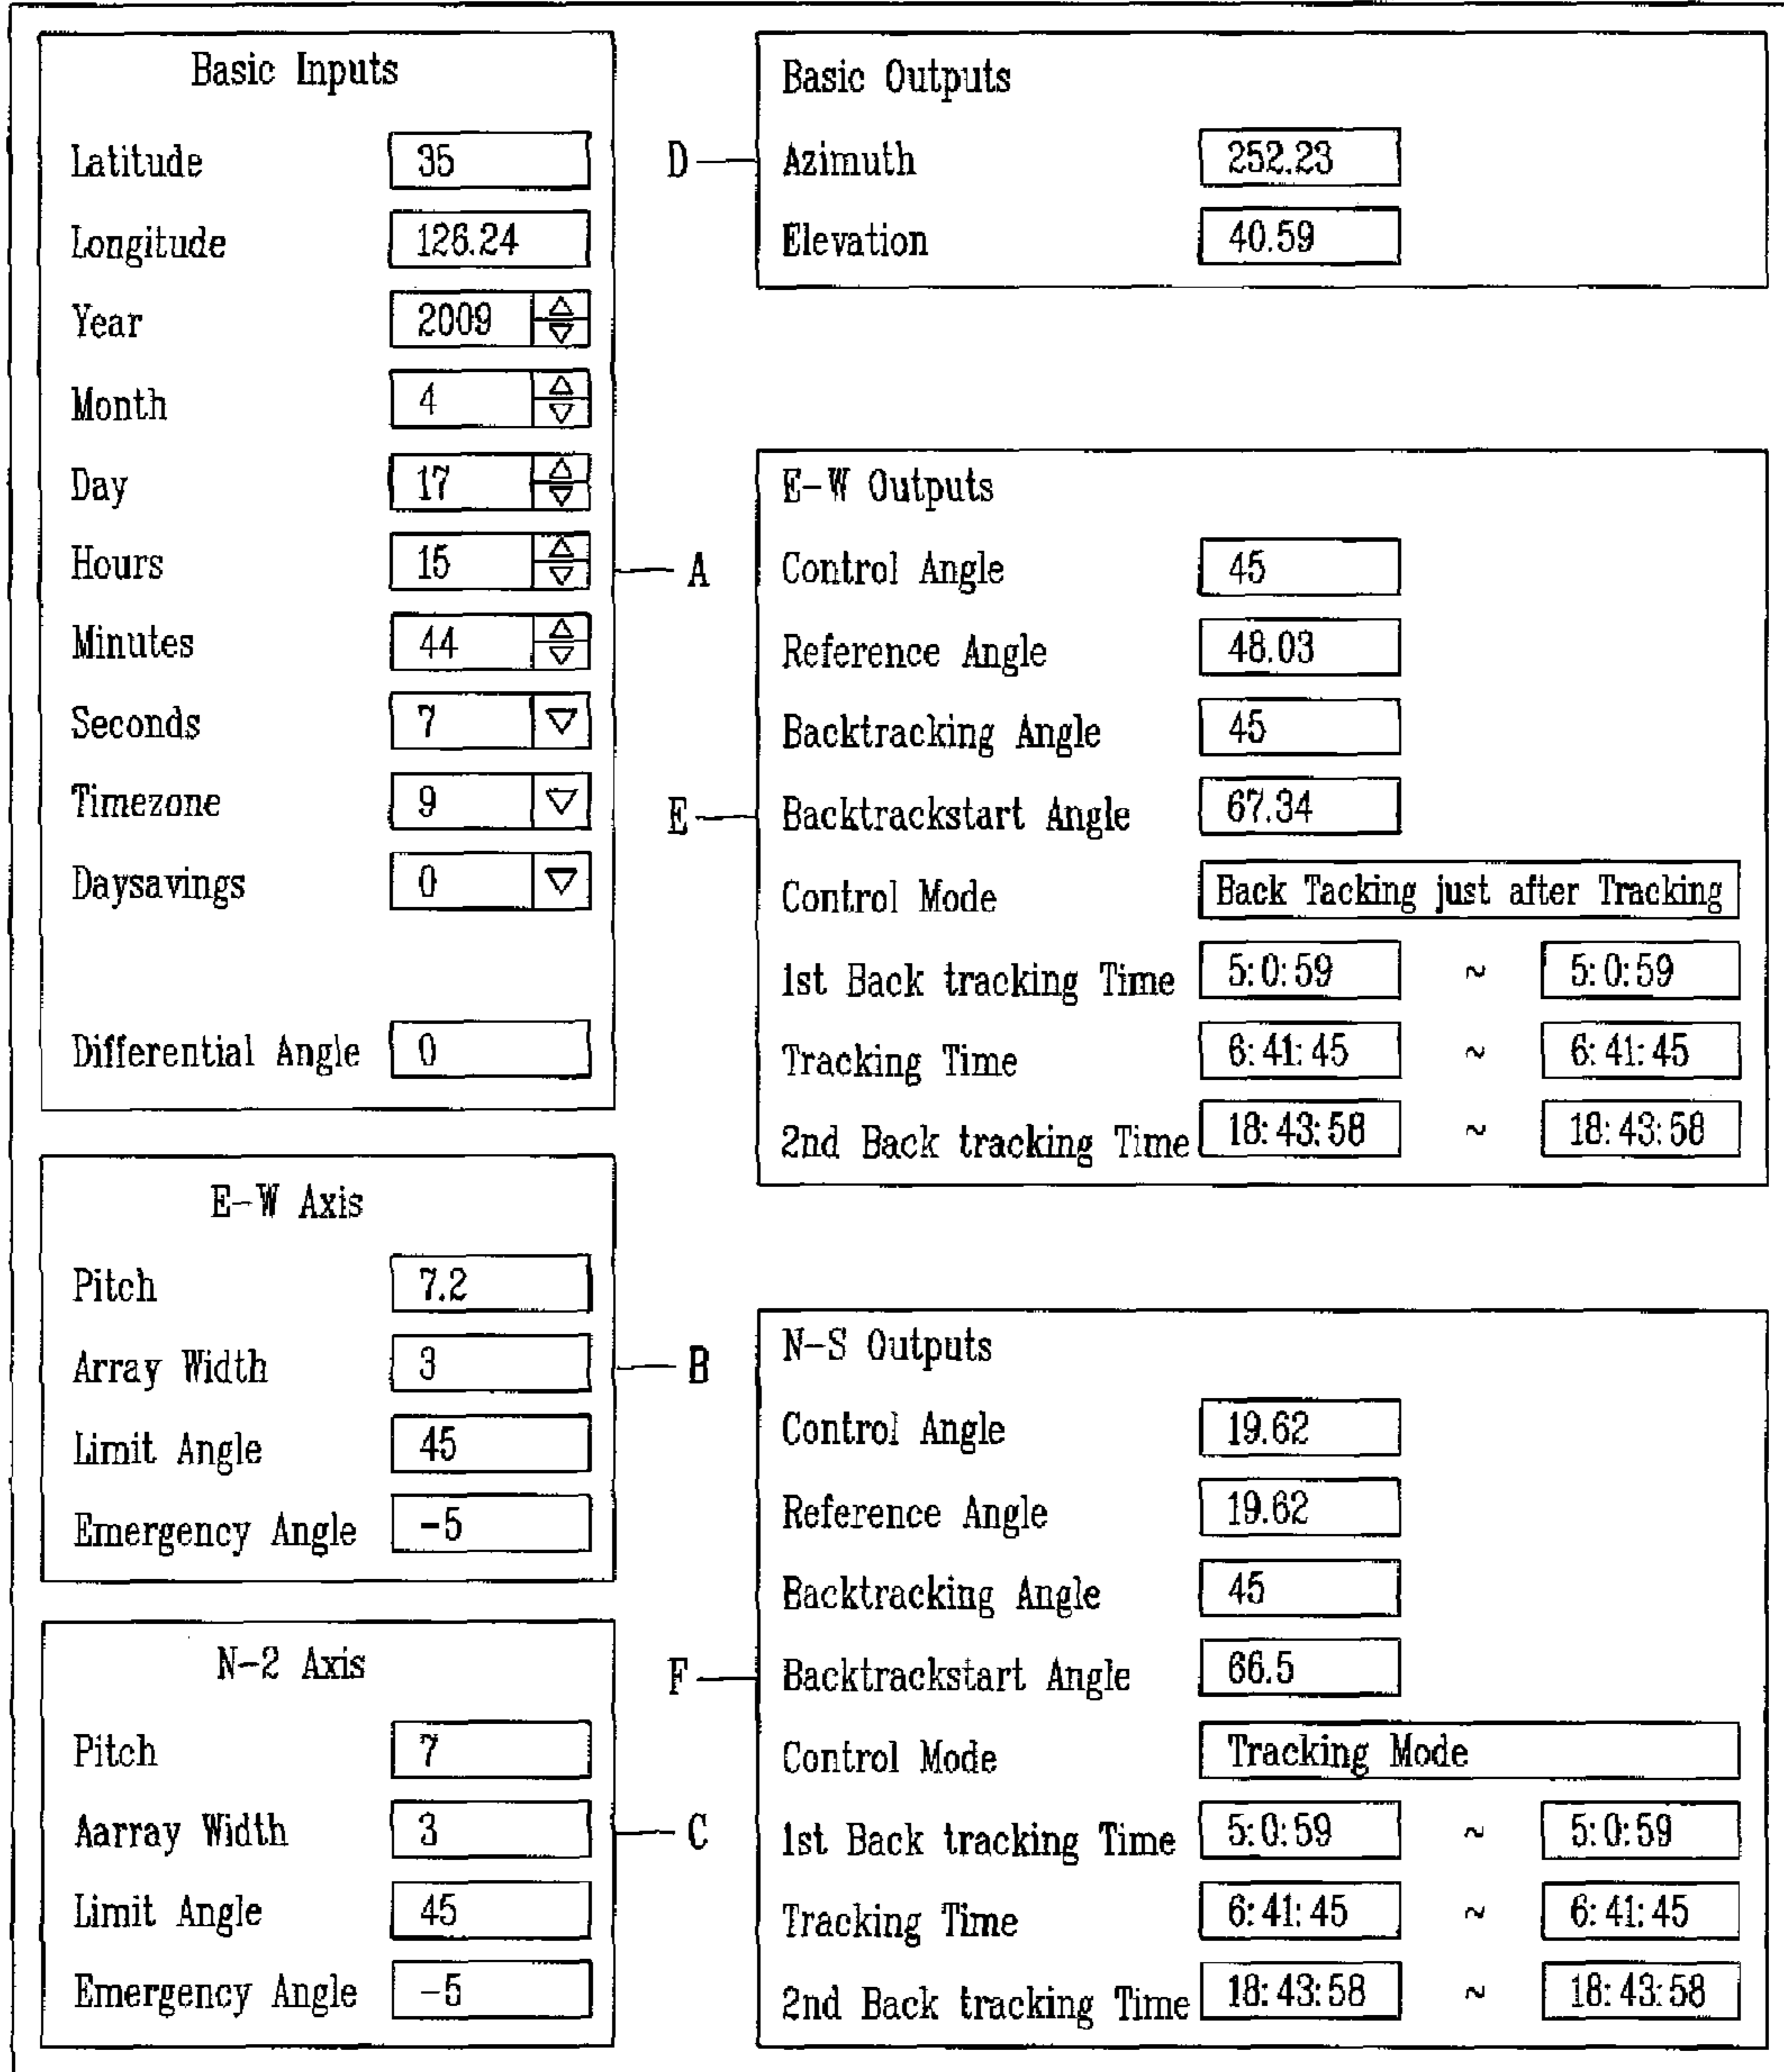 Basic Inputs
Latitude 35
Longitude 126.24
Year 2009
Month 4
Day 17
Hours 15
Minutes 44
Seconds 7
Timezone 9
Daysavings 0
Differential Angle 0
A
E-W Axis
Pitch 7.2
Array Width 3
Limit Angle 45
Emergency Angle -5
B
N-2 Axis
Pitch 7
Aarray Width 3
Limit Angle 45
Emergency Angle -5
C
D
Basic Outputs
Azimuth 252.23
Elevation 40.59
E
E-W Outputs
Control Angle 45
Reference Angle 48.03
Backtracking Angle 45
Backtrackstart Angle 67.34
Control Mode Back Tacking just after Tracking
1st Back tracking Time 5:0:59 ~ 5:0:59
Tracking Time 6:41:45 ~ 6:41:45
2nd Back tracking Time 18:43:58 ~ 18:43:58
F
N-S Outputs
Control Angle 19.62
Reference Angle 19.62
Backtracking Angle 45
Backtrackstart Angle 66.5
Control Mode Tracking Mode
1st Back tracking Time 5:0:59 ~ 5:0:59
Tracking Time 6:41:45 ~ 6:41:45
2nd Back tracking Time 18:43:58 ~ 18:43:58